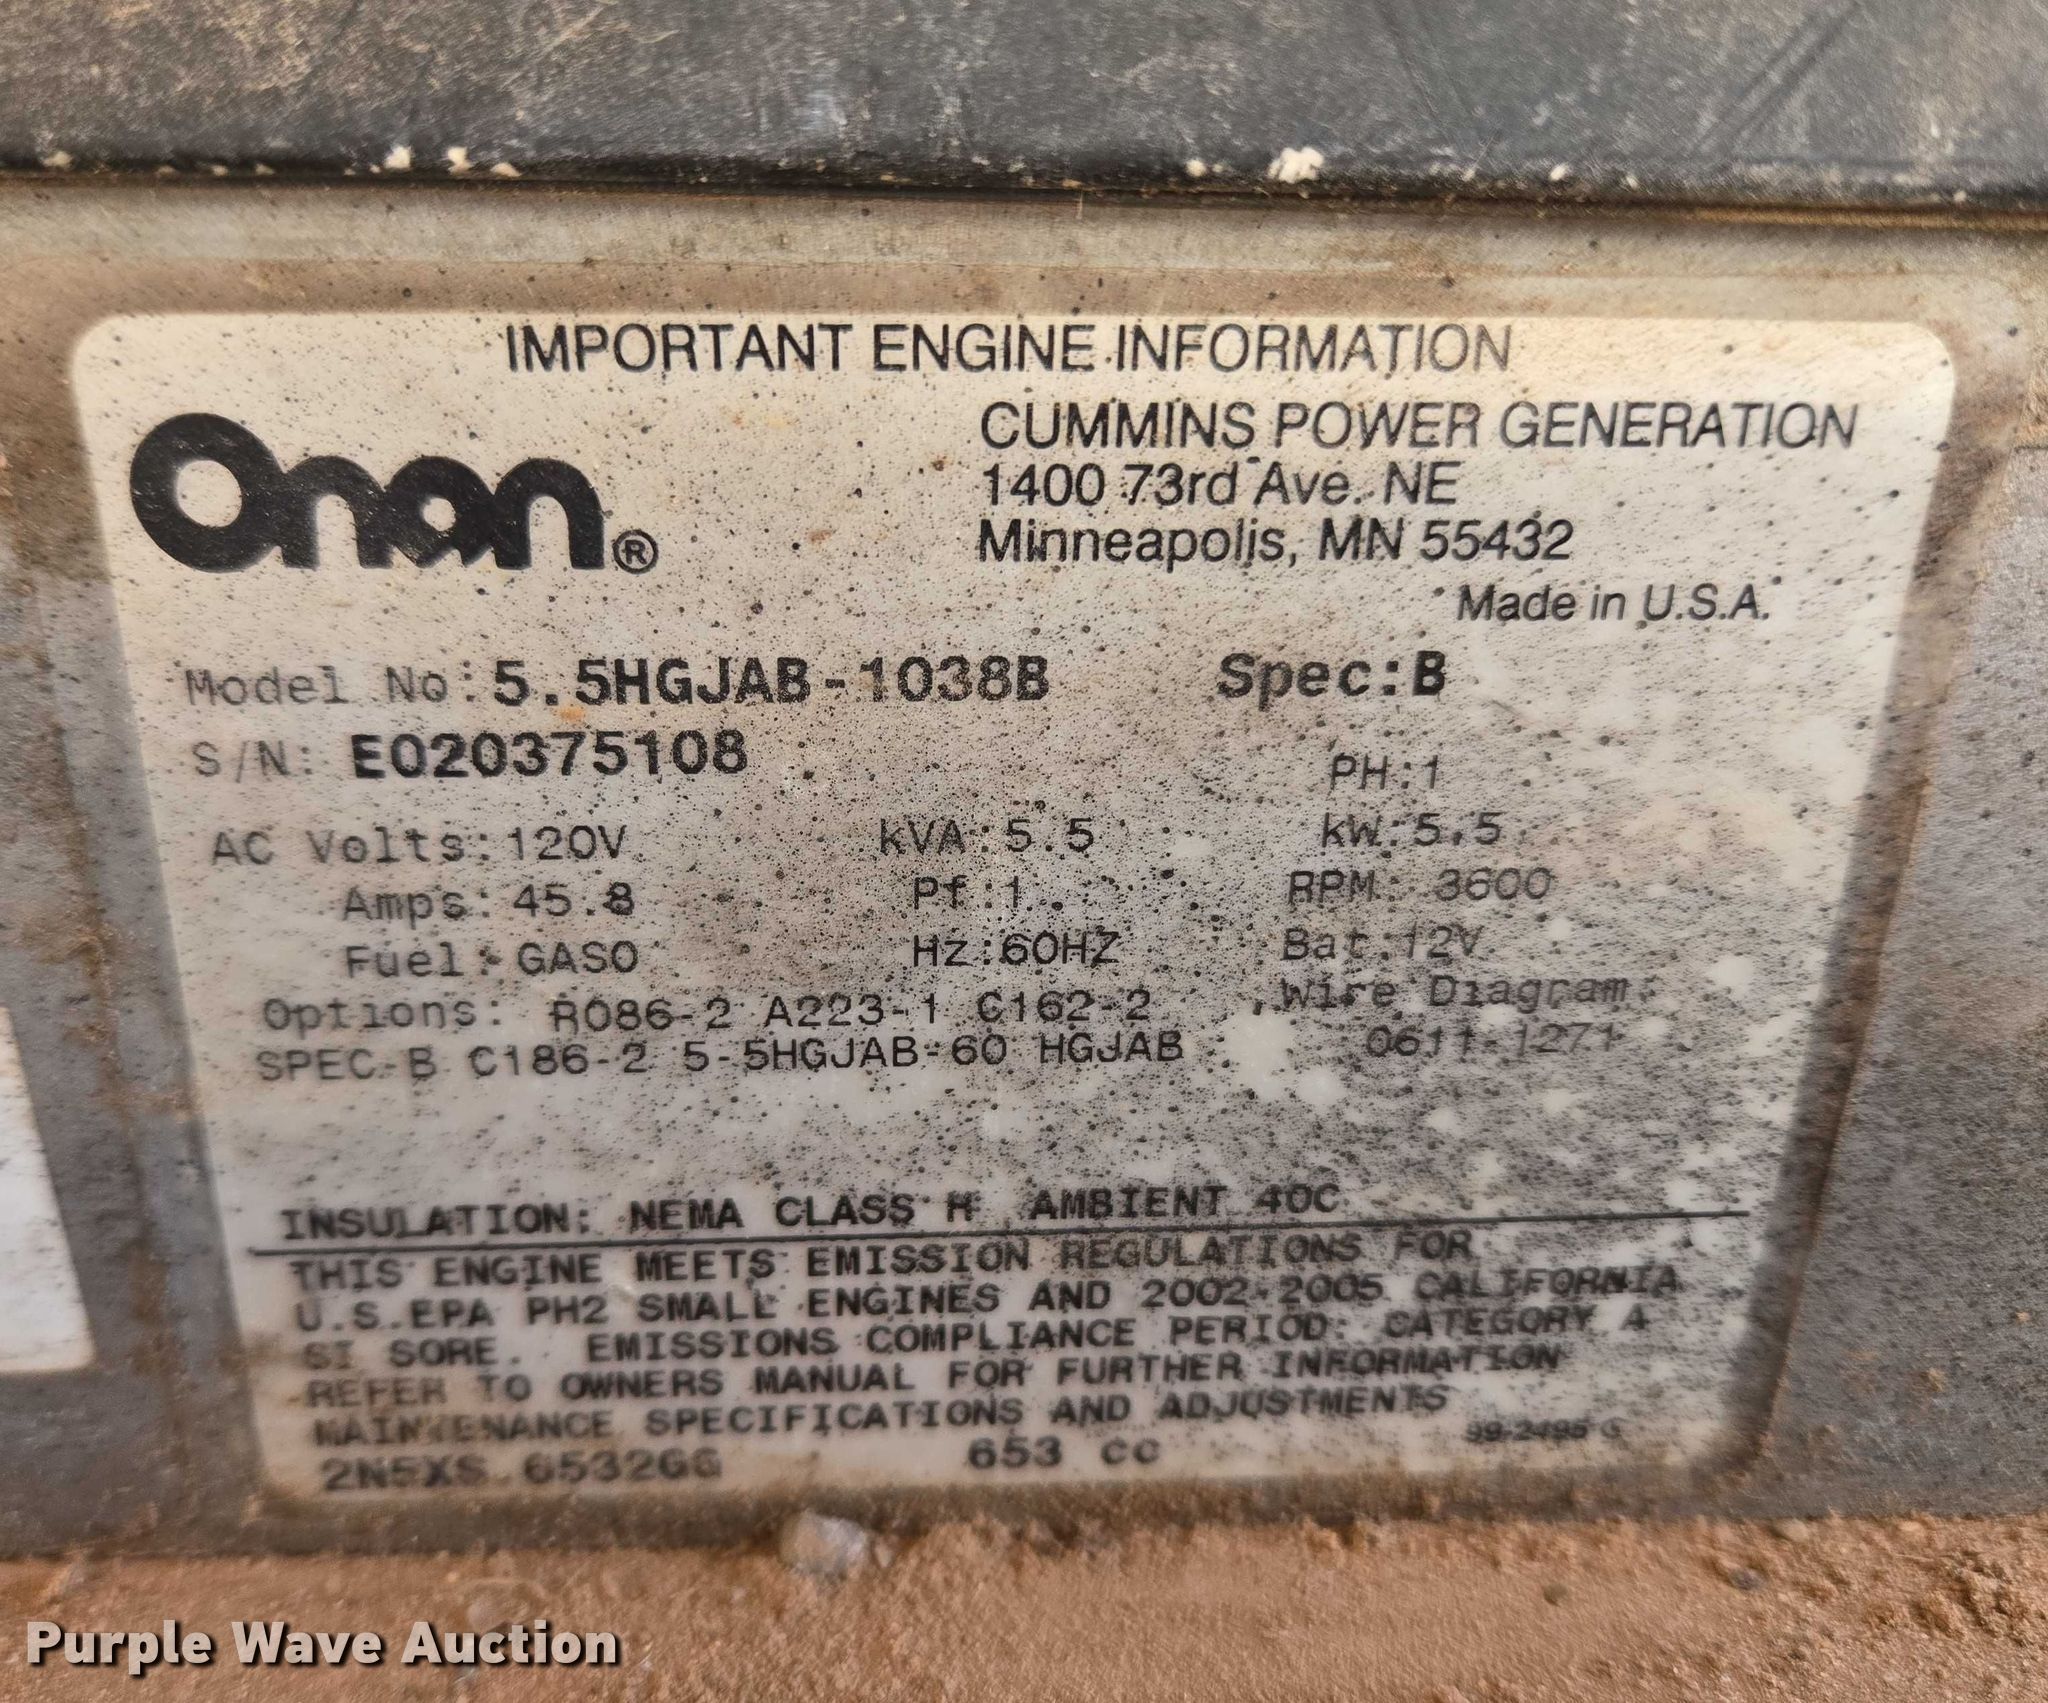 IMPORTANT ENGINE INFORMATION
Onan®
CUMMINS POWER GENERATION
1400 73rd Ave. NE
Minneapolis, MN 55432
Made in U.S.A.
Model No: 5.5HGJAB-1038B Spec:B
S/N: E020375108 PH:1
AC Volts:120V kVA:5.5 kW:5.5
Amps:45.8 Pf:1 RPM: 3600
Fuel: GASO Hz:60HZ Bat:12V
Options: R086-2 A223-1 C162-2 Wire Diagram:
SPEC-B C186-2 5-5HGJAB-60 HGJAB 0611-1271
INSULATION: NEMA CLASS H AMBIENT 40C
THIS ENGINE MEETS EMISSION REGULATIONS FOR
U.S.EPA PH2 SMALL ENGINES AND 2002-2005 CALIFORNIA
SI SORE. EMISSIONS COMPLIANCE PERIOD: CATEGORY A
REFER TO OWNERS MANUAL FOR FURTHER INFORMATION
MAINTENANCE SPECIFICATIONS AND ADJUSTMENTS
99-2495 G
2N5XS.6532GG 653 cc
Purple Wave Auction